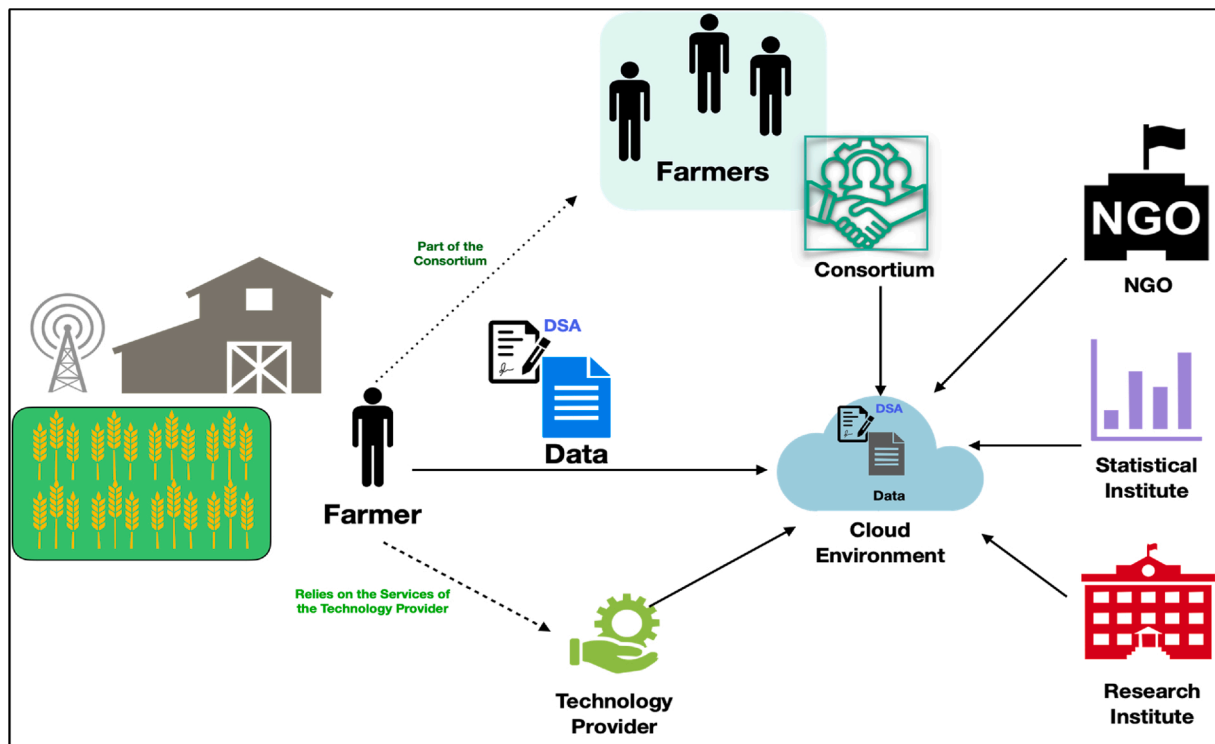 Farmers
Part of the
Consortium
NGO
Consortium
NGO
DSA
DSA
Data
Data
Statistical
Institute
Farmer
Cloud
Environment
Relies on the Services of
the Technology Provider
Technology
Provider
Research
Institute